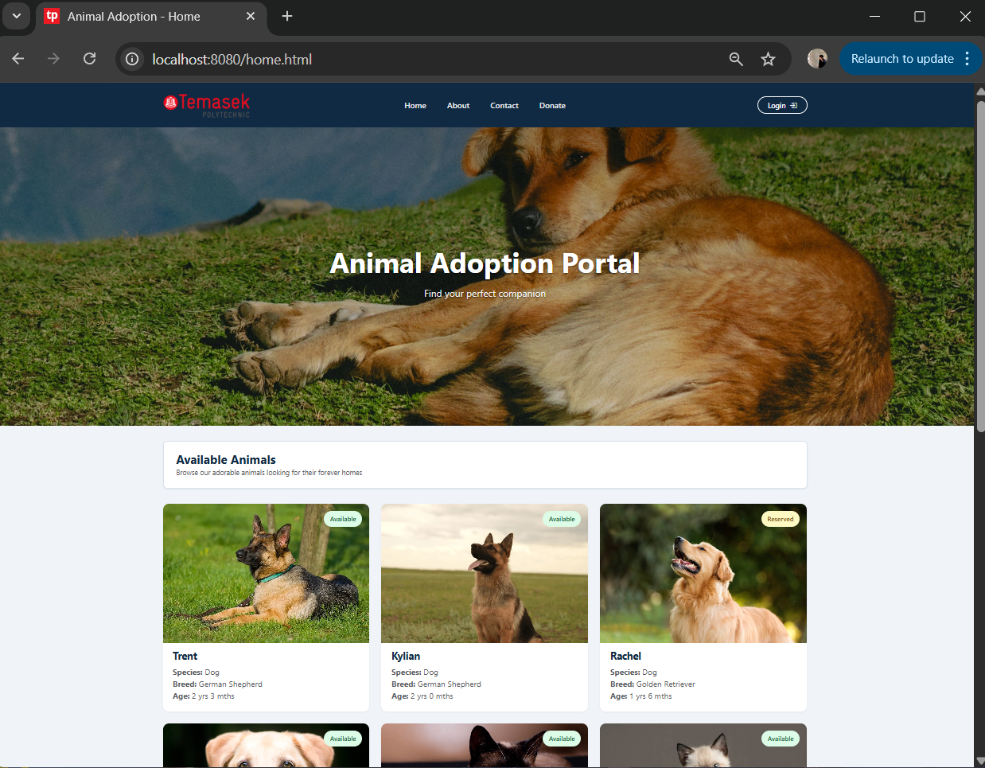 tp Animal Adoption - Home
localhost:8080/home.html
Relaunch to update
Temasek
POLYTECHNIC
Home About Contact Donate
Login
Animal Adoption Portal
Find your perfect companion
Available Animals
Browse our adorable animals looking for their forever homes
Available
Available
Reserved
Trent
Species: Dog
Breed: German Shepherd
Age: 2 yrs 3 mths
Kylian
Species: Dog
Breed: German Shepherd
Age: 2 yrs 0 mths
Rachel
Species: Dog
Breed: Golden Retriever
Age: 1 yrs 6 mths
Available
Available
Available